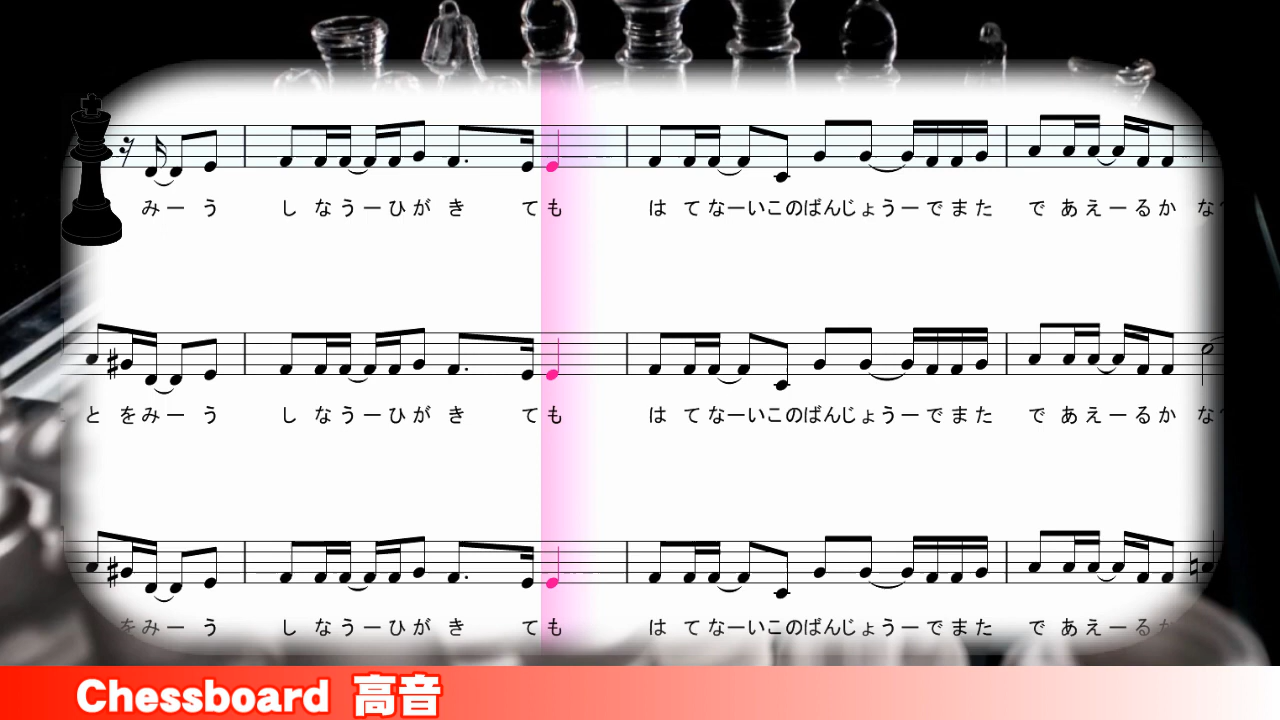 みーう しなうーひがき ても はてなーいこのばんじょうーでまた であえーるか な
とをみーう しなうーひがき ても はてなーいこのばんじょうーでまた であえーるか な
をみーう しなうーひがき ても はてなーいこのばんじょうーでまた であえーるか
Chessboard 高音